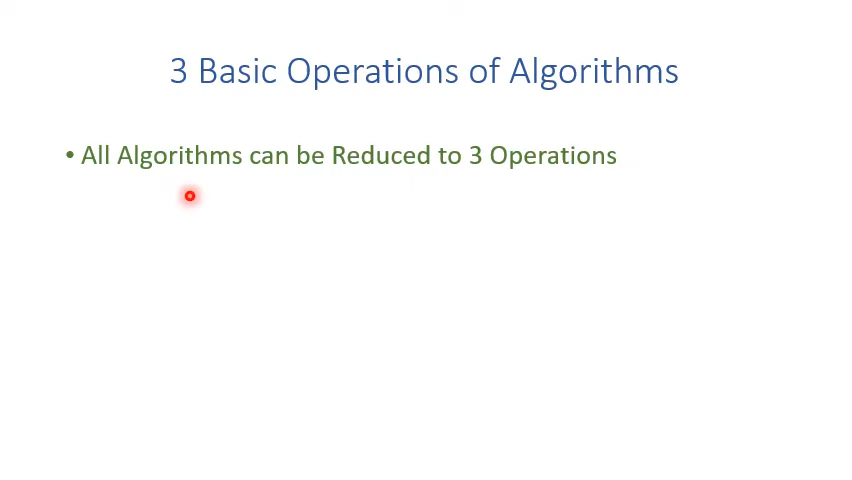 3 Basic Operations of Algorithms
• All Algorithms can be Reduced to 3 Operations